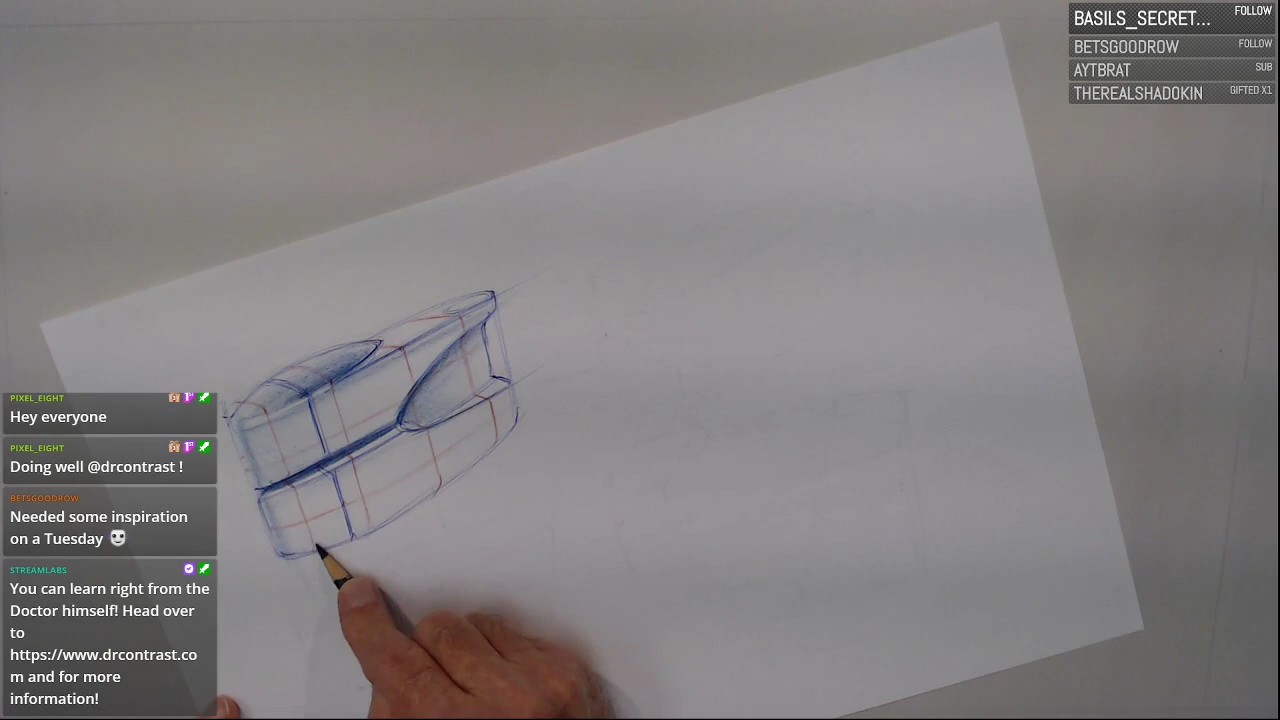 BASILS_SECRET... FOLLOW
BETSGOODROW FOLLOW
AYTBRAT SUB
THEREALSHADOKIN GIFTED X1
PIXEL_EIGHT
Hey everyone
PIXEL_EIGHT
Doing well @drcontrast !
BETSGOODROW
Needed some inspiration
on a Tuesday
STREAMLABS
You can learn right from the
Doctor himself! Head over
to
https://www.drcontrast.co
m and for more
information!